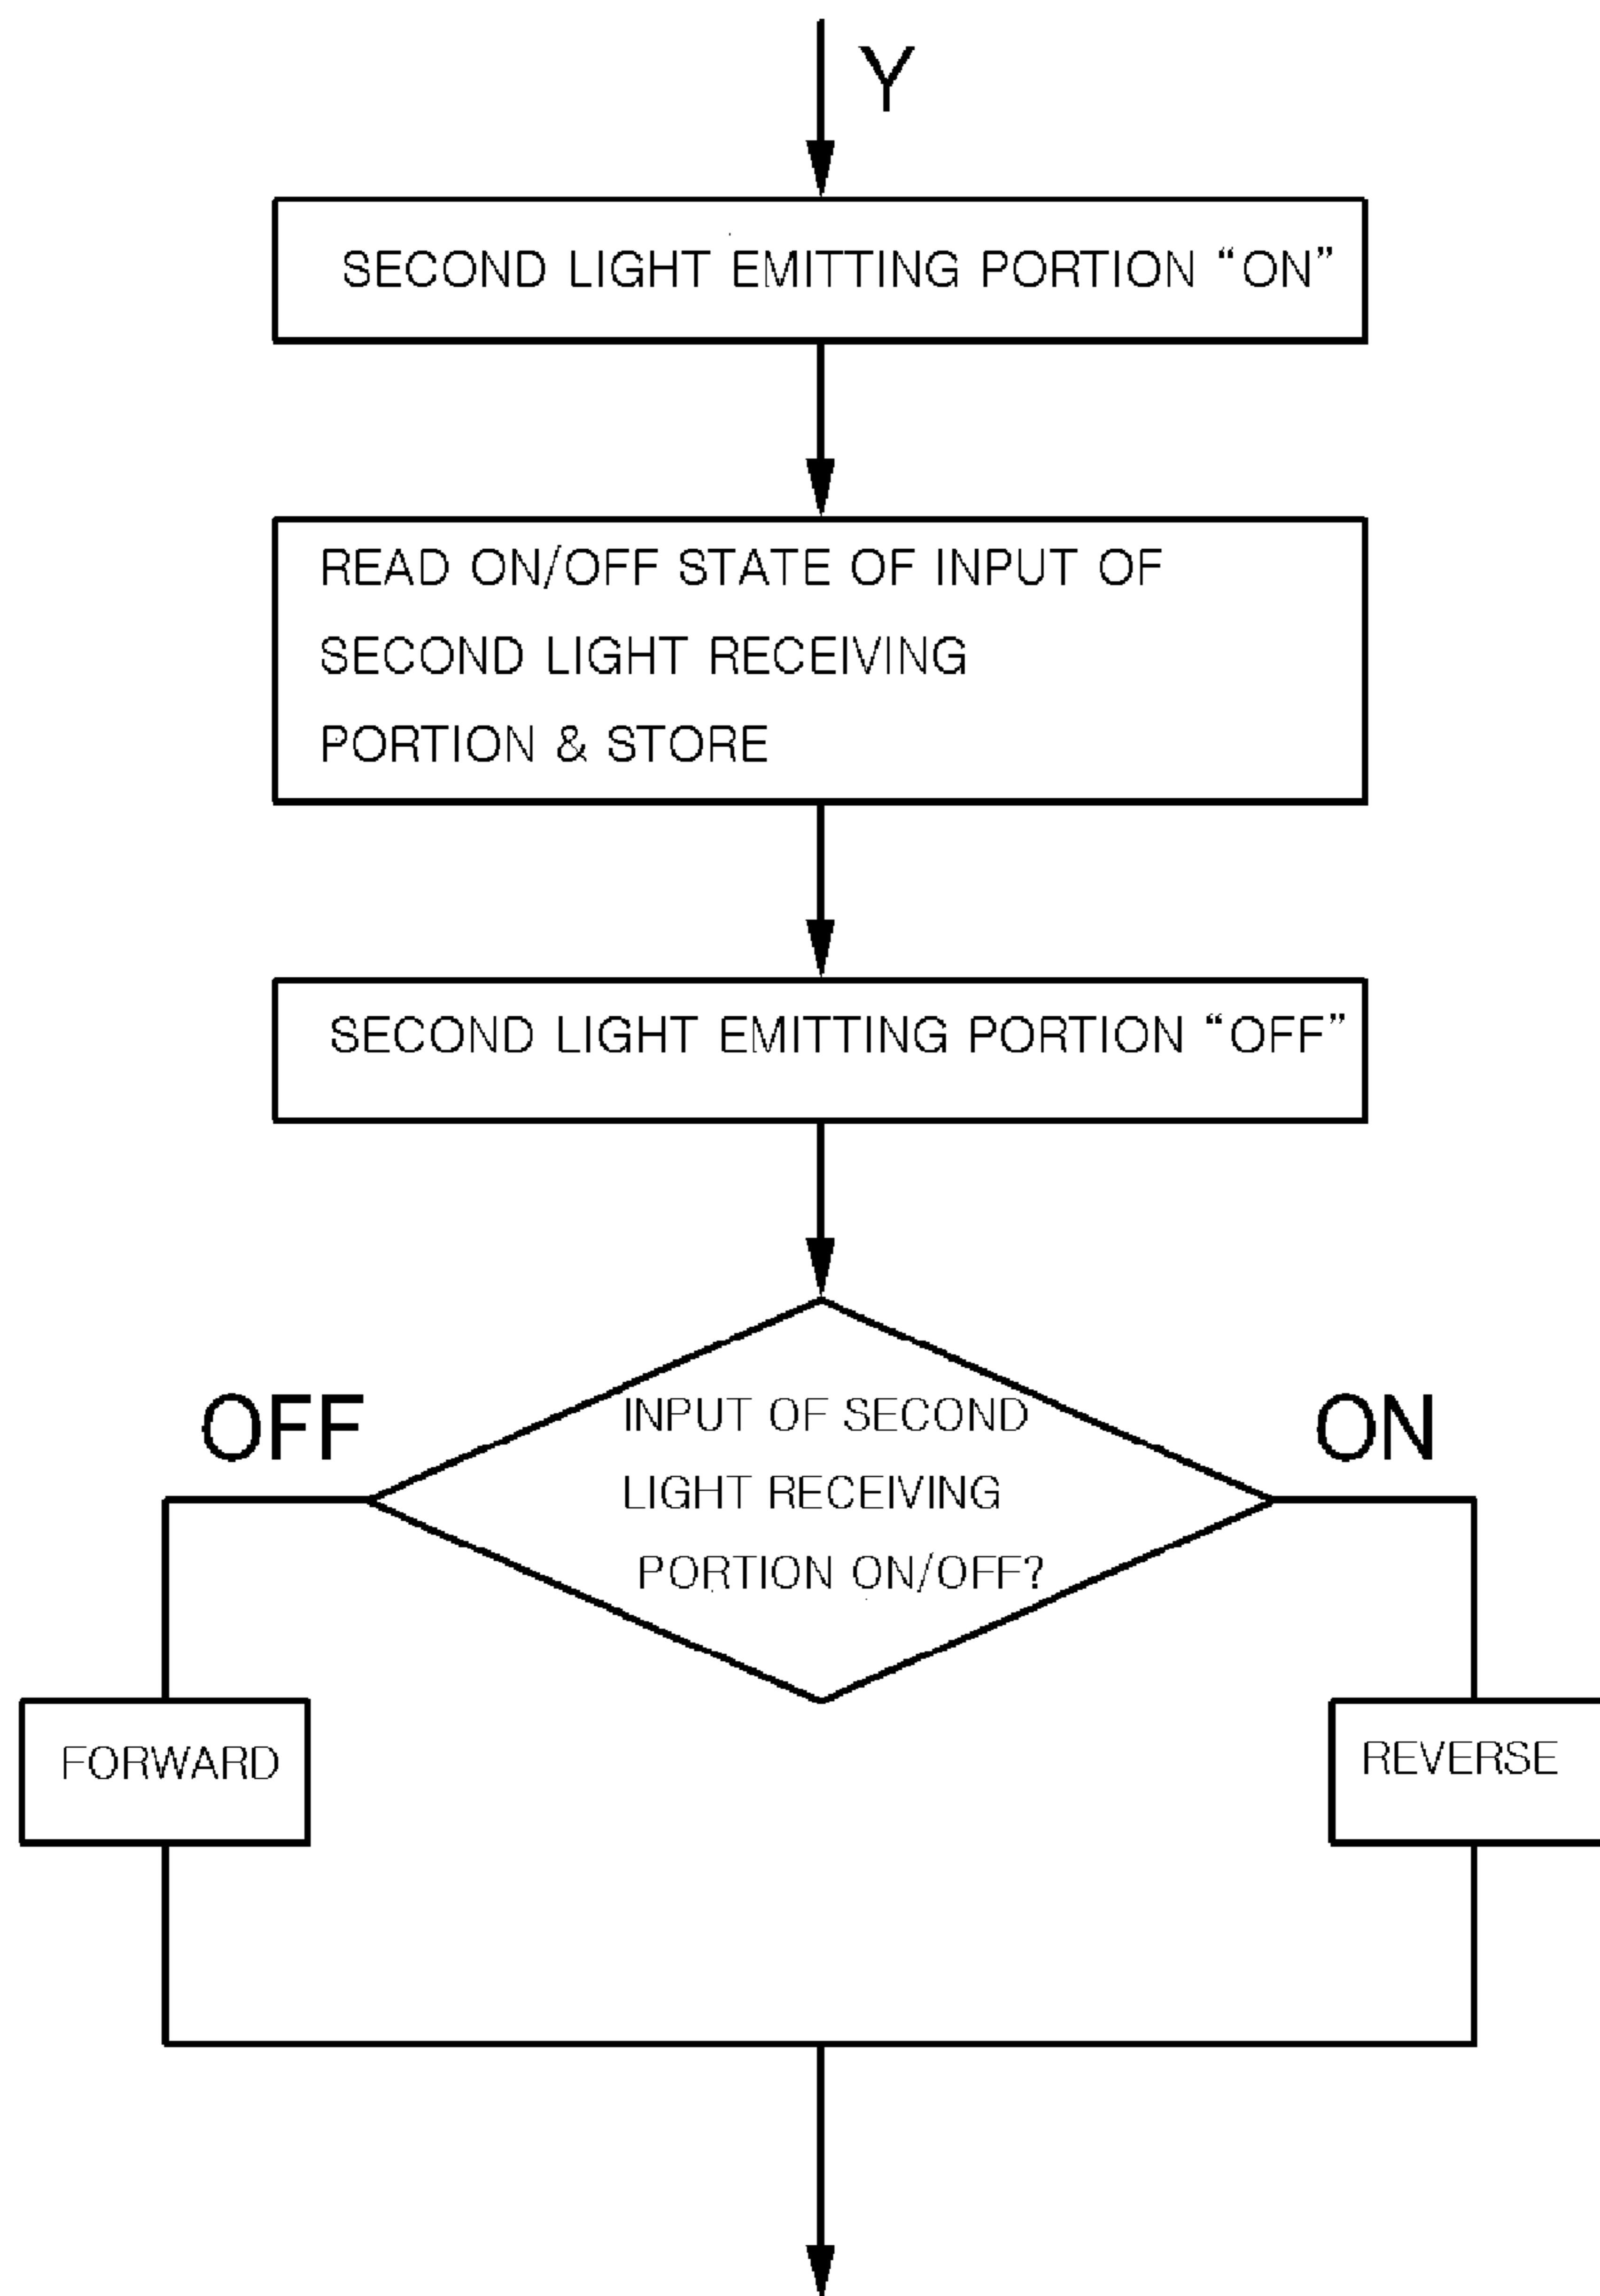 Y
SECOND LIGHT EMITTING PORTION “ON”
READ ON/OFF STATE OF INPUT OF
SECOND LIGHT RECEIVING
PORTION & STORE
SECOND LIGHT EMITTING PORTION “OFF”
OFF
ON
INPUT OF SECOND
LIGHT RECEIVING
PORTION ON/OFF?
FORWARD
REVERSE